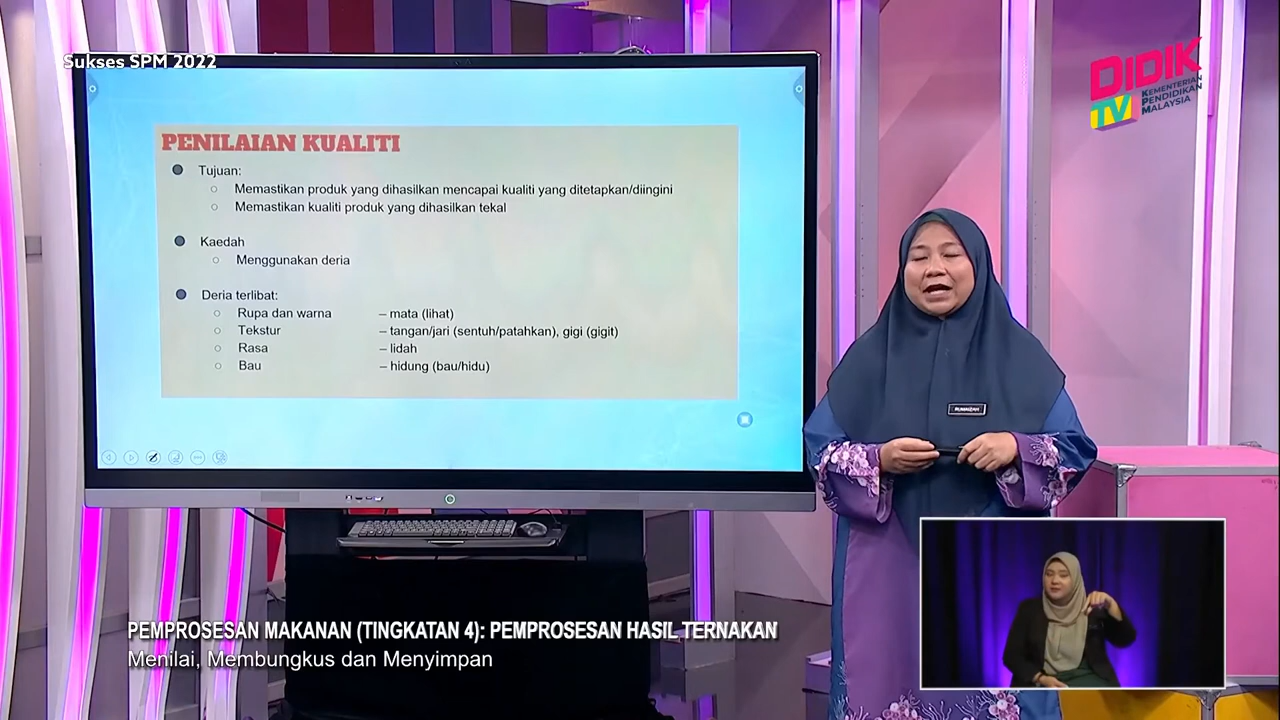 Sukses SPM 2022
DIDIK
TV
KEMENTERIAN
PENDIDIKAN
MALAYSIA
PENILAIAN KUALITI
Tujuan:
Memastikan produk yang dihasilkan mencapai kualiti yang ditetapkan/diingini
Memastikan kualiti produk yang dihasilkan tekal
Kaedah
Menggunakan deria
Deria terlibat:
Rupa dan warna – mata (lihat)
Tekstur – tangan/jari (sentuh/patahkan), gigi (gigit)
Rasa – lidah
Bau – hidung (bau/hidu)
PEMPROSESAN MAKANAN (TINGKATAN 4): PEMPROSESAN HASIL TERNAKAN
Menilai, Membungkus dan Menyimpan